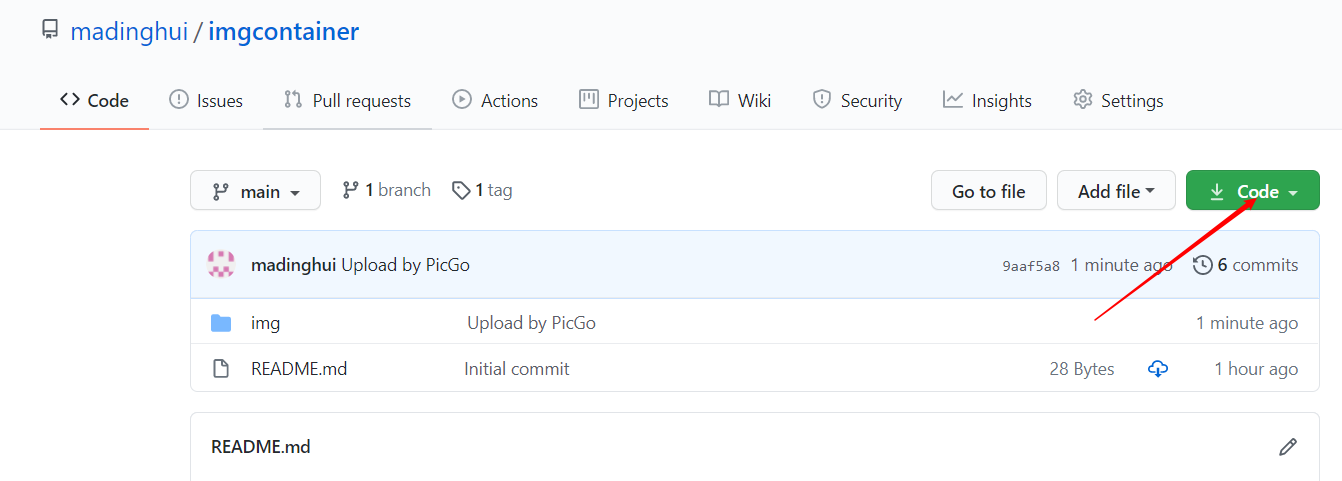 madinghui / imgcontainer
Code Issues Pull requests Actions Projects Wiki Security Insights Settings
main 1 branch 1 tag Go to file Add file Code
madinghui Upload by PicGo 9aaf5a8 1 minute ago 6 commits
img Upload by PicGo 1 minute ago
README.md Initial commit 28 Bytes 1 hour ago
README.md